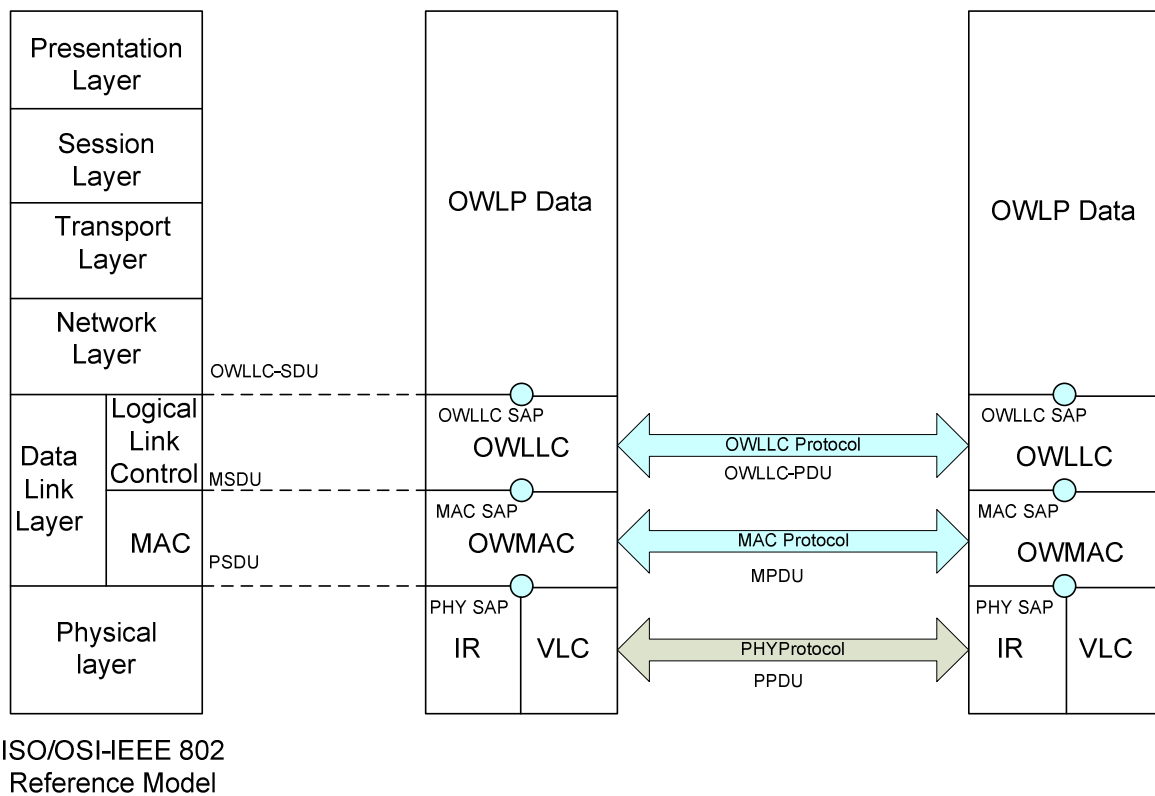 Presentation
Layer
Session
Layer
Transport
Layer
Network
Layer
Data
Link
Layer
Logical
Link
Control
MAC
Physical
layer
ISO/OSI-IEEE 802
Reference Model
OWLLC-SDU
MSDU
PSDU
OWLP Data
OWLLC SAP
OWLLC
MAC SAP
OWMAC
PHY SAP
IR
VLC
OWLLC Protocol
OWLLC-PDU
MAC Protocol
MPDU
PHYProtocol
PPDU
OWLP Data
OWLLC SAP
OWLLC
MAC SAP
OWMAC
PHY SAP
IR
VLC